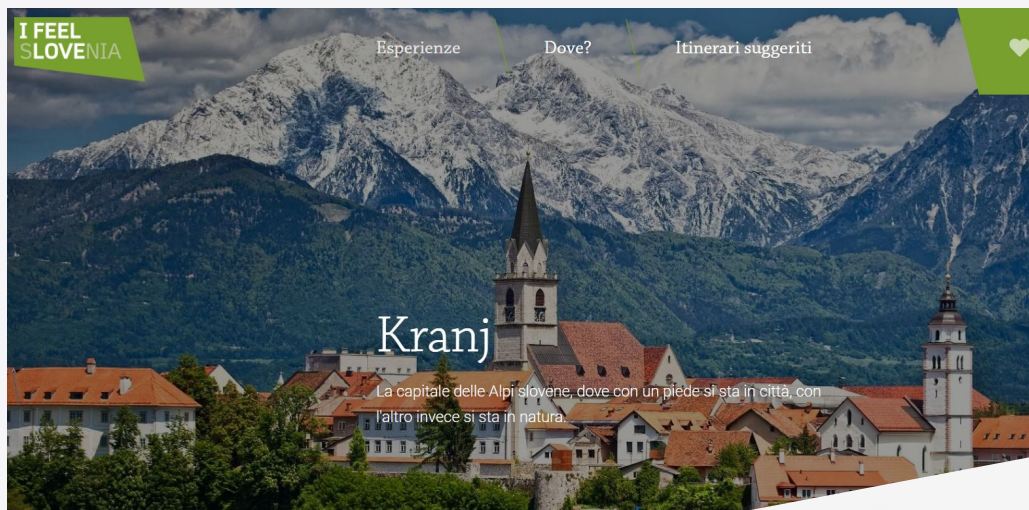 I FEEL
SLOVENIA
Esperienze
Dove?
Itinerari suggeriti
Kranj
La capitale delle Alpi slovene, dove con un piede si sta in città, con
l'altro invece si sta in natura.